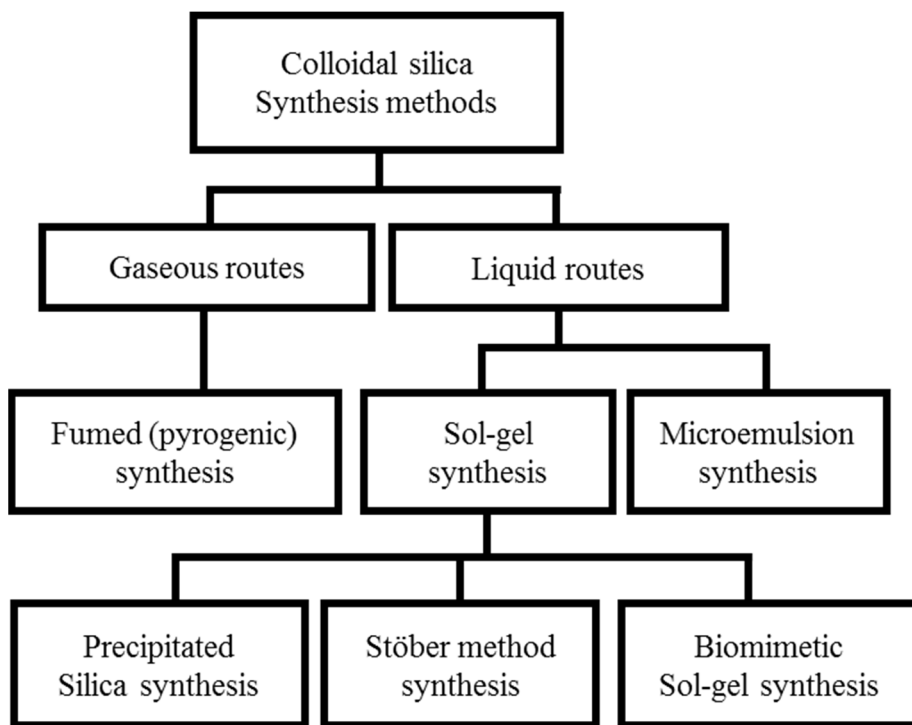 Colloidal silica
Synthesis methods
Gaseous routes
Liquid routes
Fumed (pyrogenic)
synthesis
Sol-gel
synthesis
Microemulsion
synthesis
Precipitated
Silica synthesis
Stöber method
synthesis
Biomimetic
Sol-gel synthesis